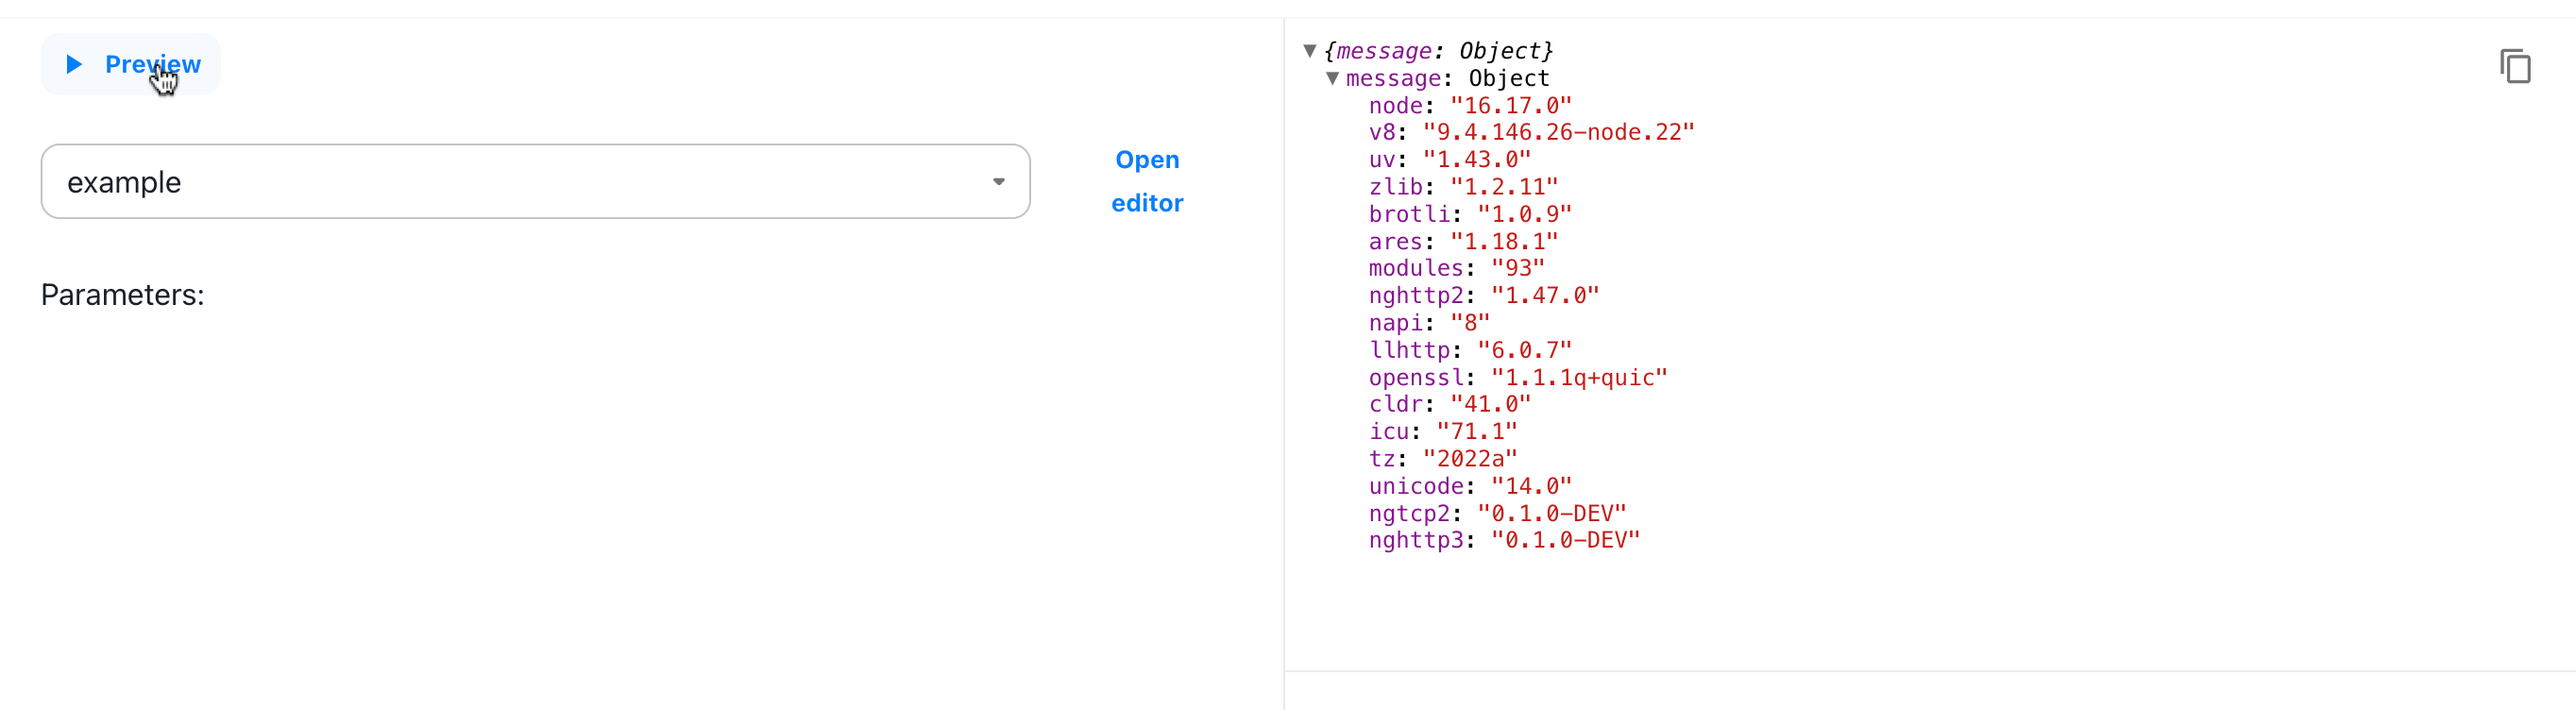 Preview
example
Open
editor
Parameters:
▼{message: Object}
▼message: Object
node: "16.17.0"
v8: "9.4.146.26-node.22"
uv: "1.43.0"
zlib: "1.2.11"
brotli: "1.0.9"
ares: "1.18.1"
modules: "93"
nghttp2: "1.47.0"
napi: "8"
llhttp: "6.0.7"
openssl: "1.1.1q+quic"
cldr: "41.0"
icu: "71.1"
tz: "2022a"
unicode: "14.0"
ngtcp2: "0.1.0-DEV"
nghttp3: "0.1.0-DEV"